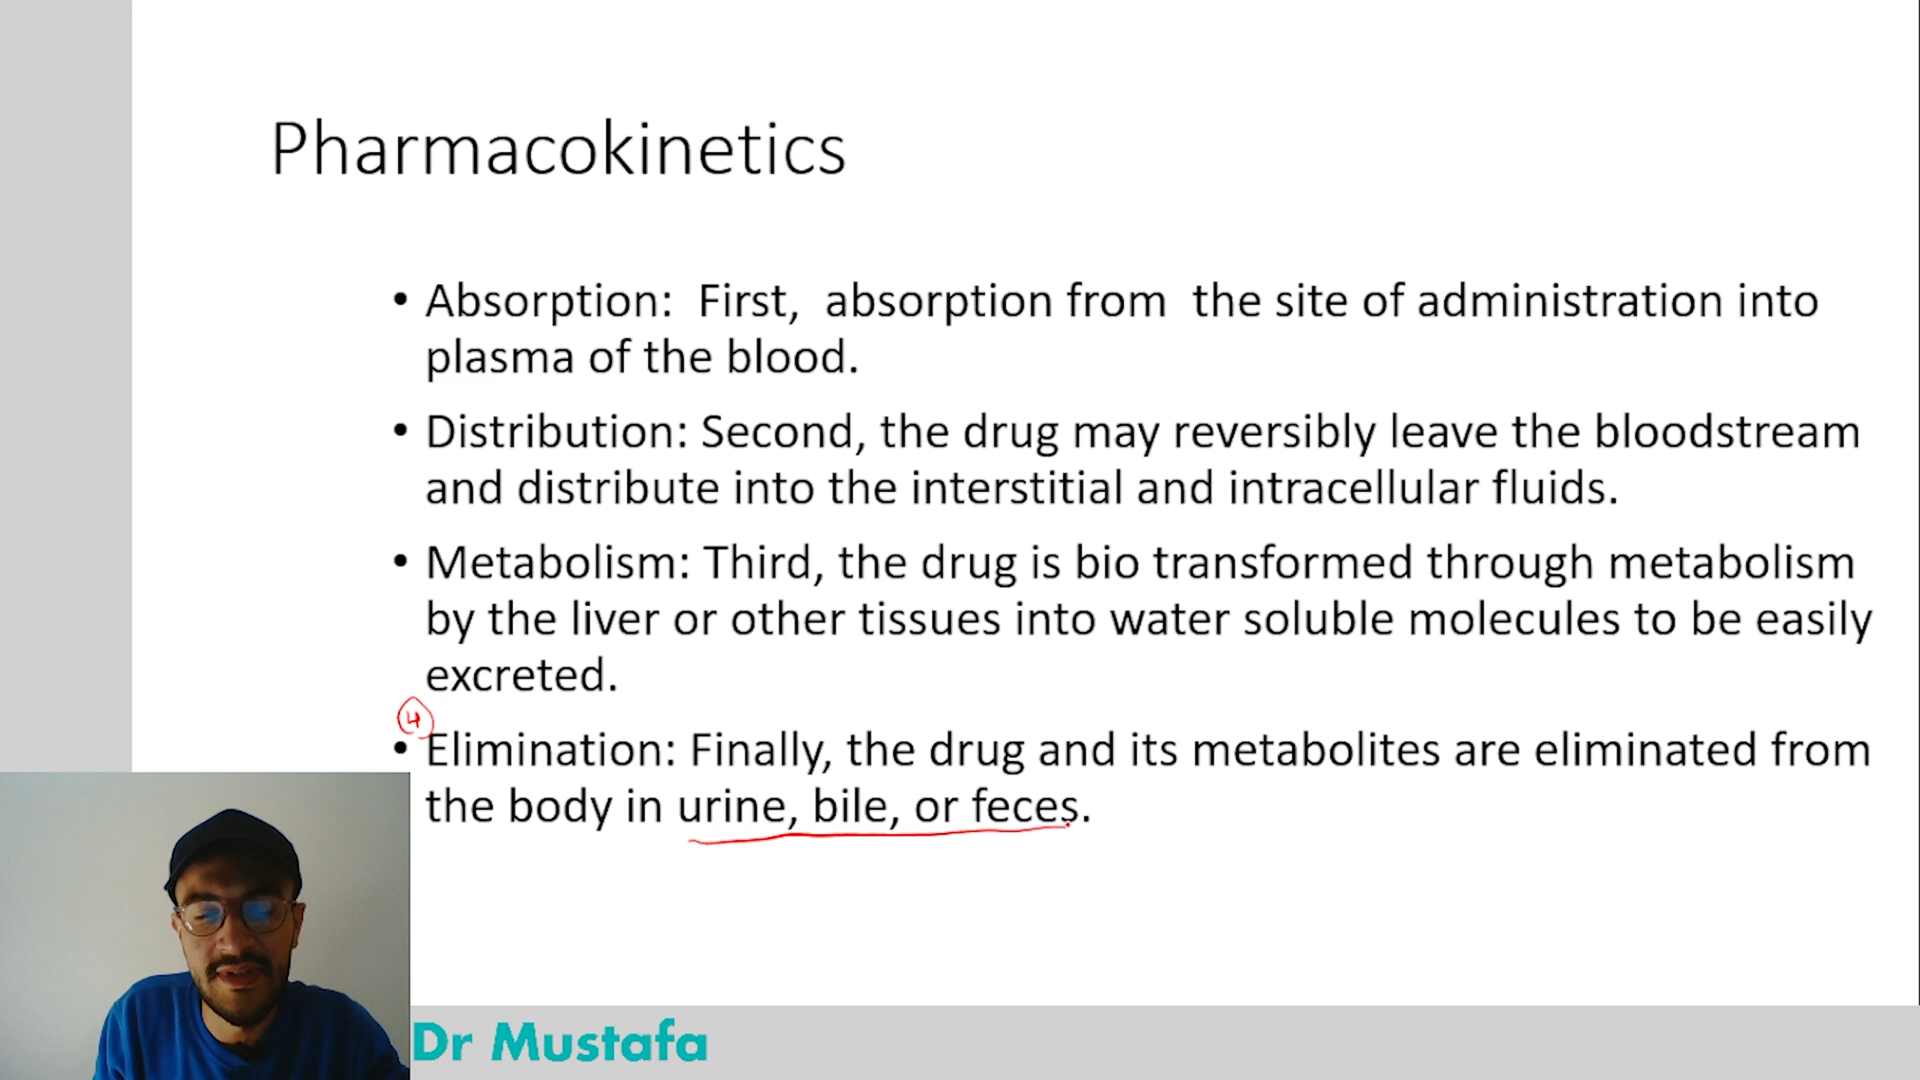 Pharmacokinetics
• Absorption: First, absorption from the site of administration into
plasma of the blood.
• Distribution: Second, the drug may reversibly leave the bloodstream
and distribute into the interstitial and intracellular fluids.
• Metabolism: Third, the drug is bio transformed through metabolism
by the liver or other tissues into water soluble molecules to be easily
excreted.
4
• Elimination: Finally, the drug and its metabolites are eliminated from
the body in urine, bile, or feces.
Dr Mustafa